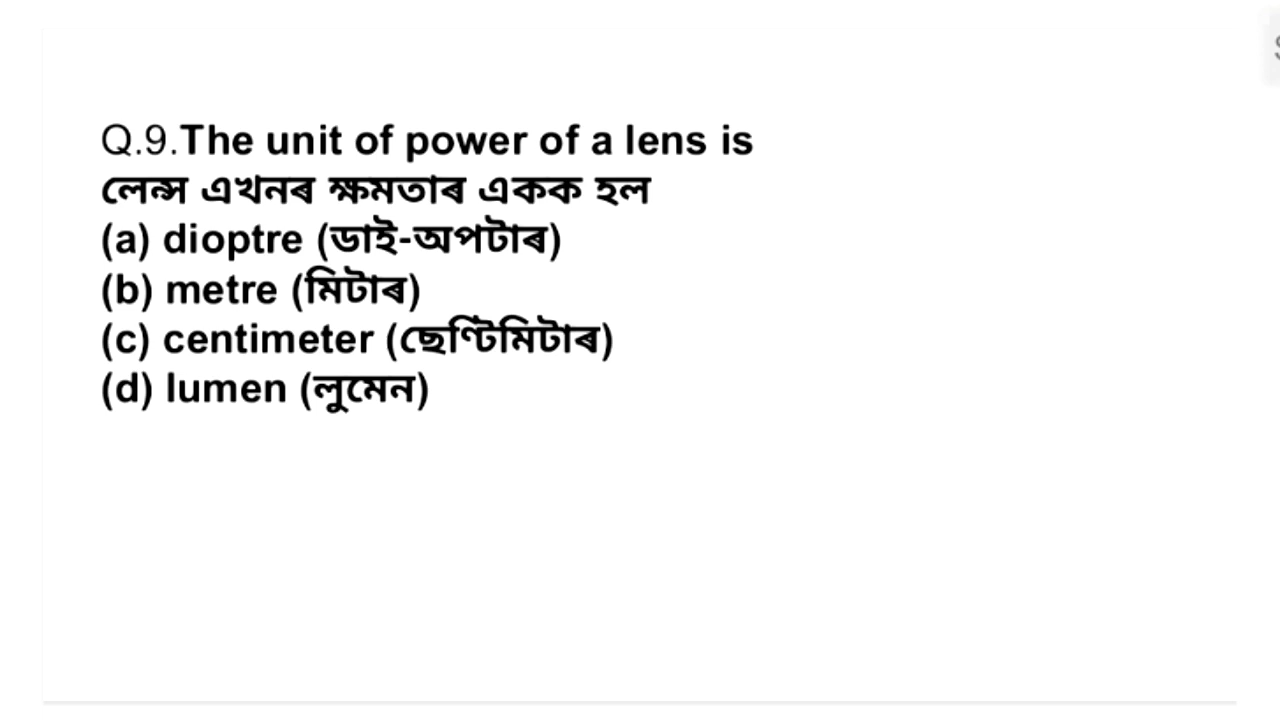 Q.9.The unit of power of a lens is
লেন্স এখনৰ ক্ষমতাৰ একক হল
(a) dioptre (ডাই-অপটাৰ)
(b) metre (মিটাৰ)
(c) centimeter (ছেণ্টিমিটাৰ)
(d) lumen (লুমেন)